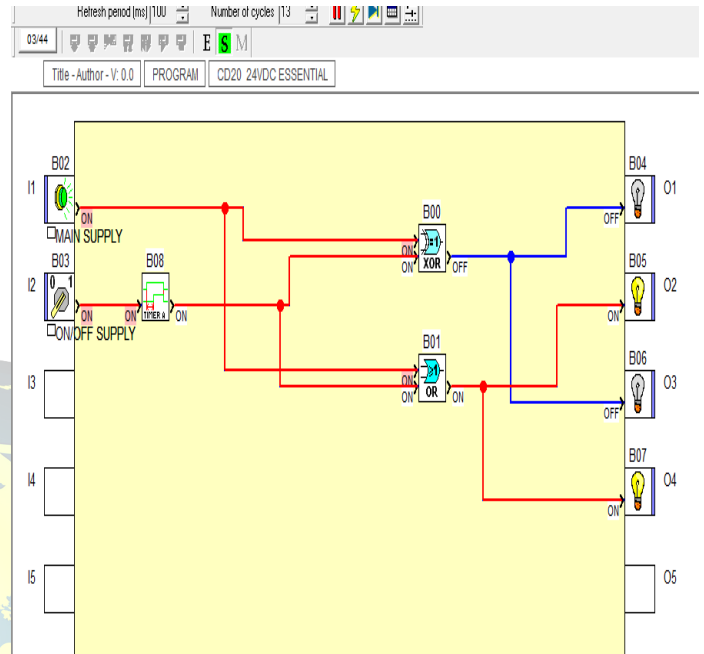 Refresh period (ms) 100 Number of cycles 13
03/44 E S M
Title - Author - V: 0.0 PROGRAM CD20 24VDC ESSENTIAL
B02 B04
I1 O1
B00
ON OFF
MAIN SUPPLY
ON
B03 B08 XOR B05
ON OFF
0 1
I2 O2
TIMER A
ON ON ON ON
ON/OFF SUPPLY
B01
B06
I3 O3
ON OR
ON ON OFF
B07
I4 O4
ON
I5 O5